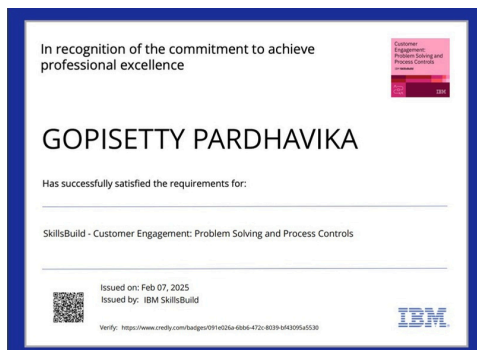 In recognition of the commitment to achieve
professional excellence
Customer
Engagement:
Problem Solving and
Process Controls
IBM
GOPISETTY PARDHAVIKA
Has successfully satisfied the requirements for:
SkillsBuild - Customer Engagement: Problem Solving and Process Controls
Issued on: Feb 07, 2025
Issued by: IBM SkillsBuild
Verify: https://www.credly.com/badges/091e026a-6bb6-472c-8039-bf43095a5530
IBM.